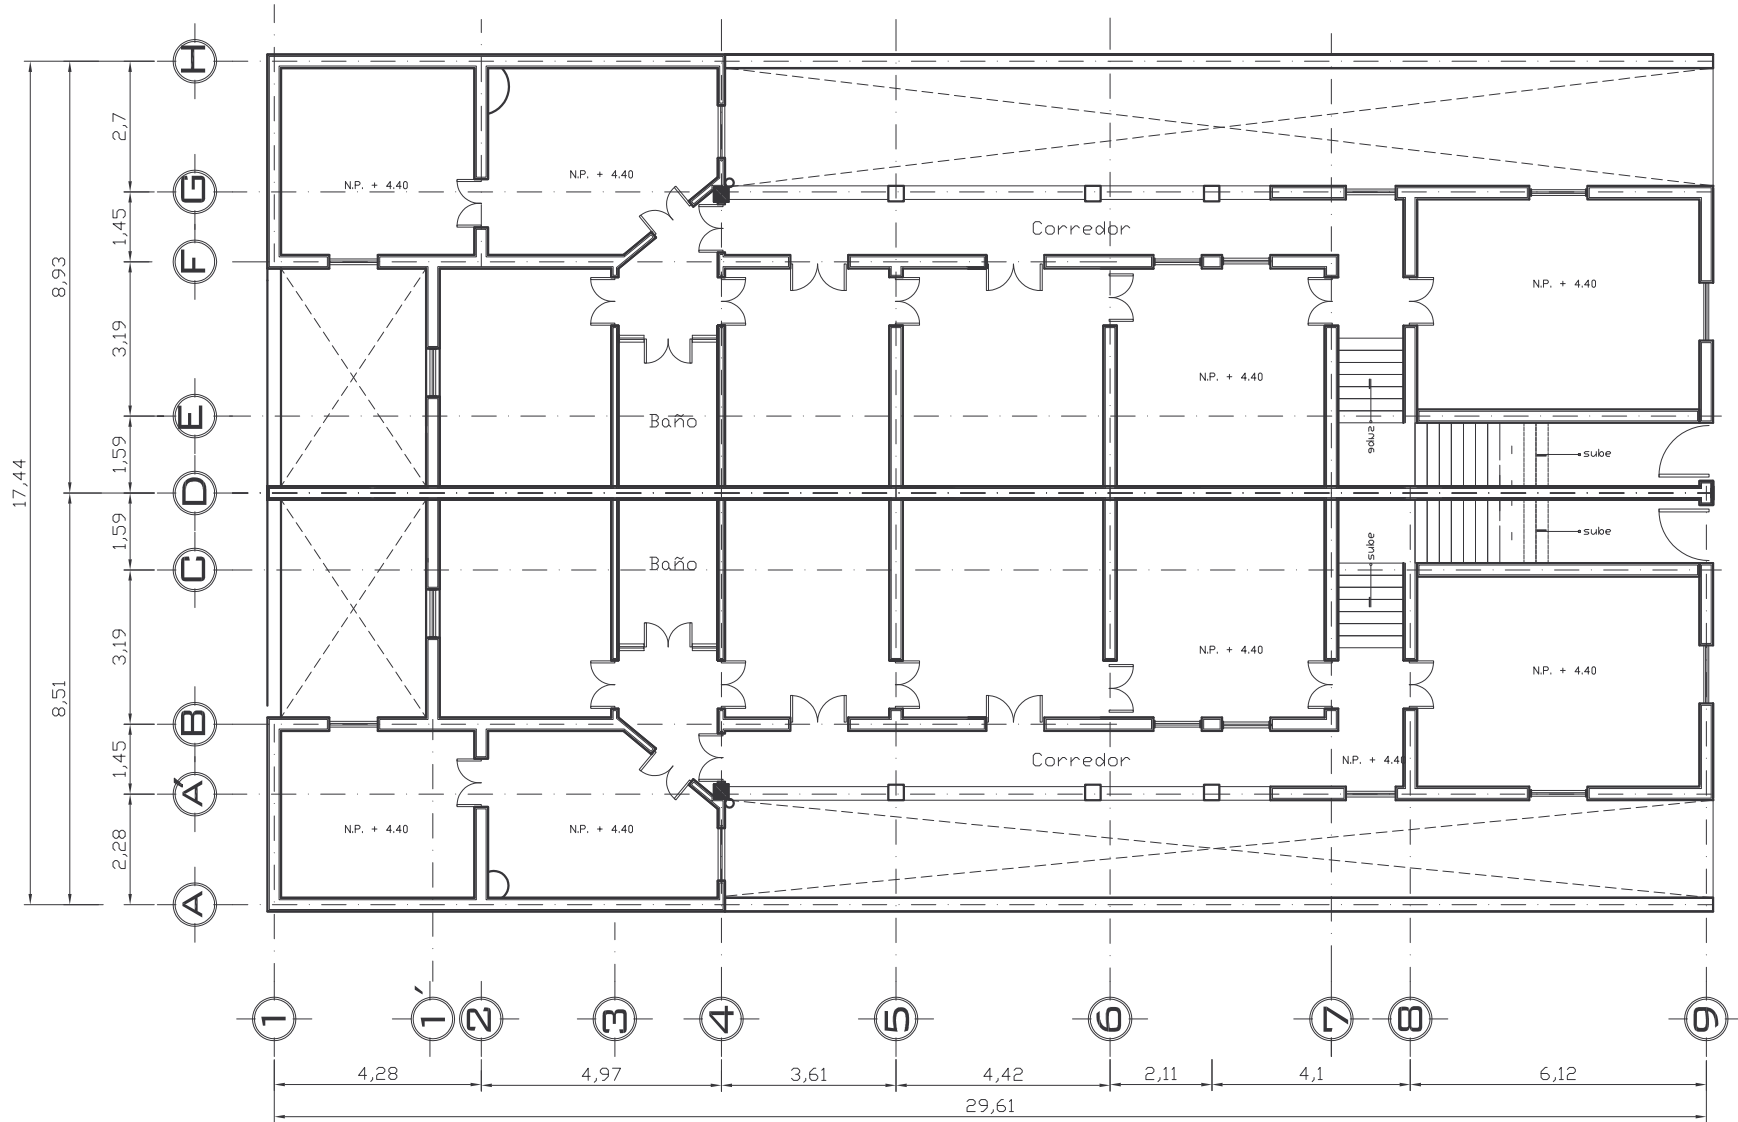 H
2,7
N.P. + 4.40
N.P. + 4.40
G
1,45
Corredor
F
8,93
N.P. + 4.40
3,19
N.P. + 4.40
E
Baño
sube
1,59
sube
17,44
D
1,59
sube
sube
C
Baño
3,19
N.P. + 4.40
N.P. + 4.40
8,51
B
1,45
Corredor
N.P. + 4.40
A'
2,28
N.P. + 4.40
N.P. + 4.40
A
1
1'
2
3
4
5
6
7
8
9
4,28
4,97
3,61
4,42
2,11
4,1
6,12
29,61